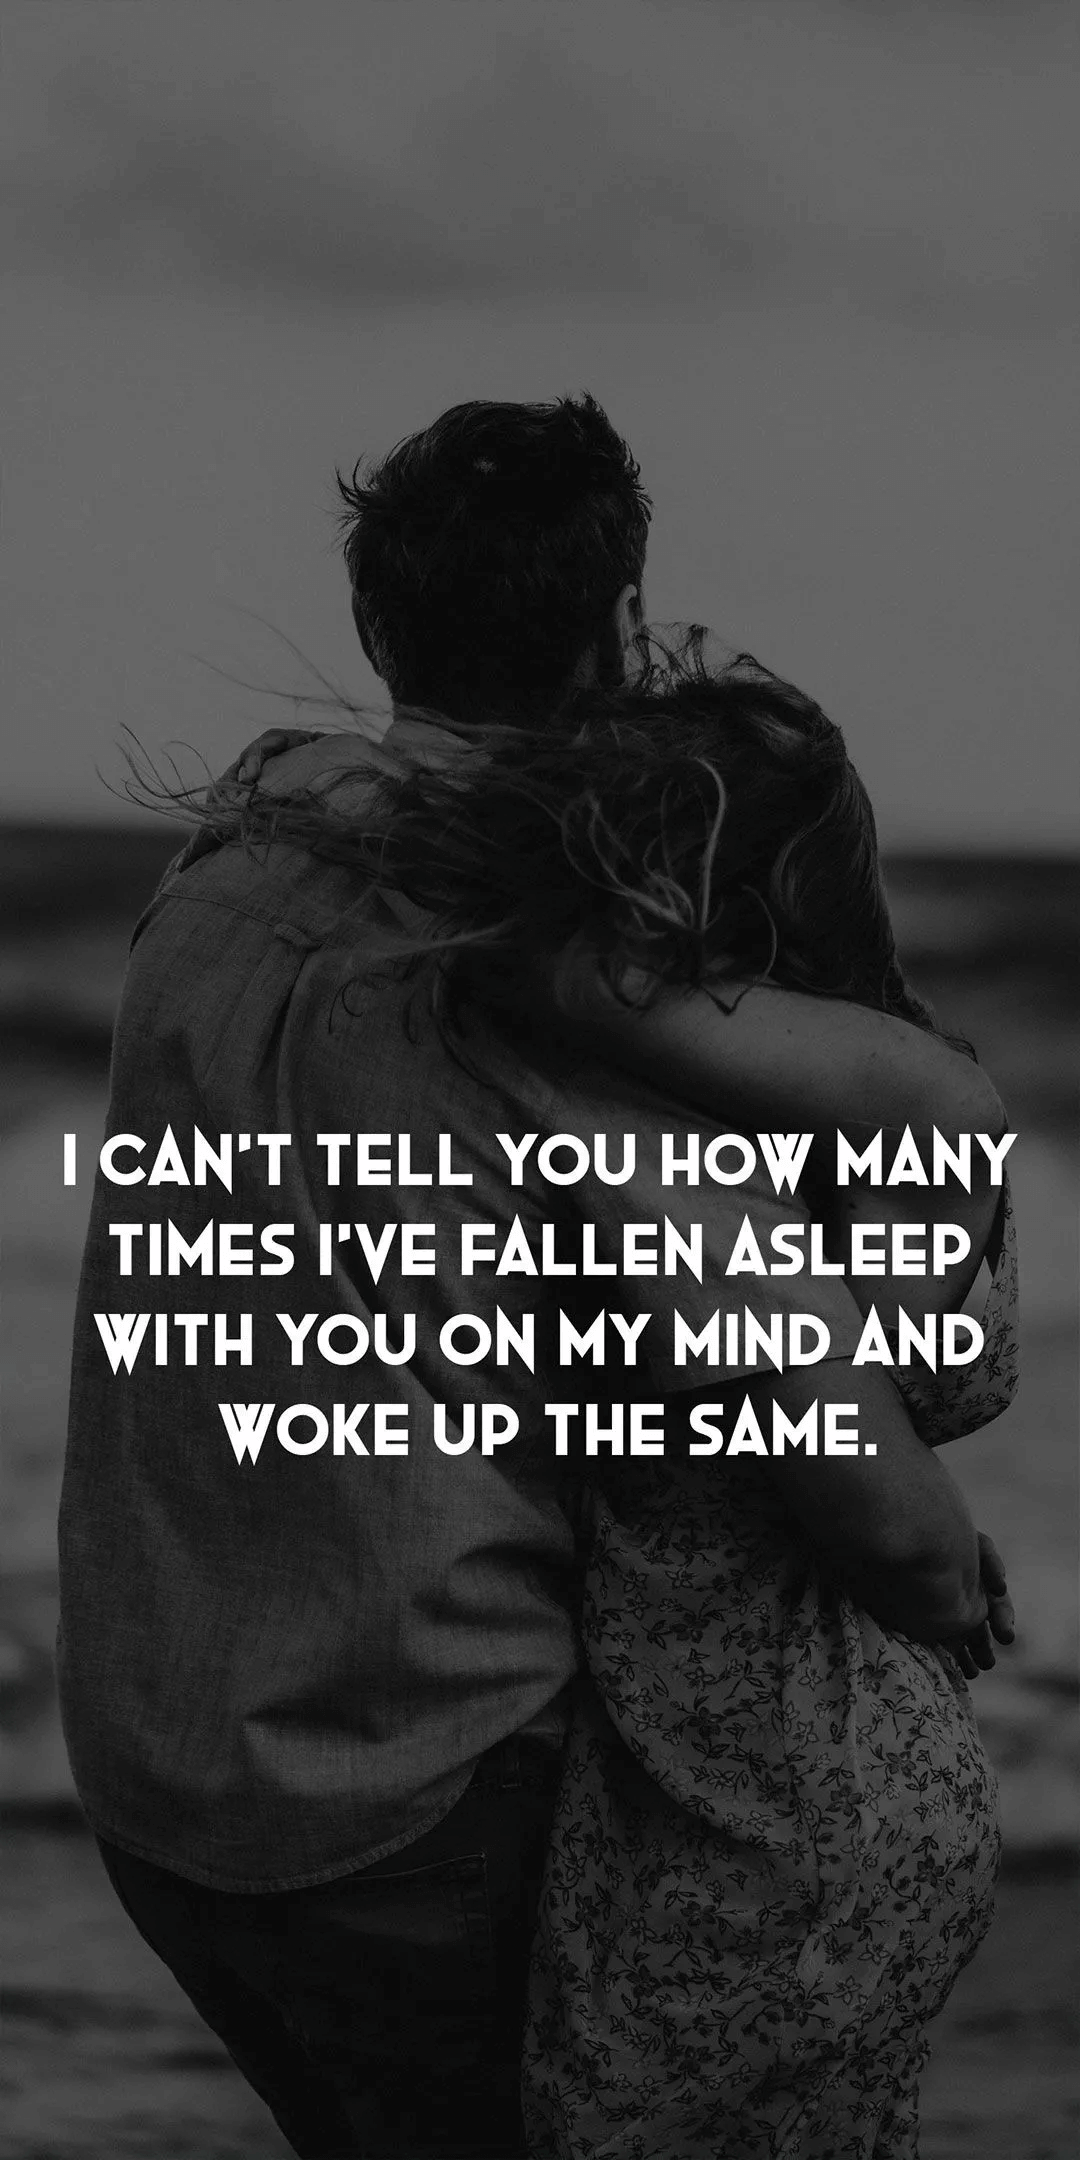 I CAN'T TELL YOU HOW MANY
TIMES I'VE FALLEN ASLEEP
WITH YOU ON MY MIND AND
WOKE UP THE SAME.